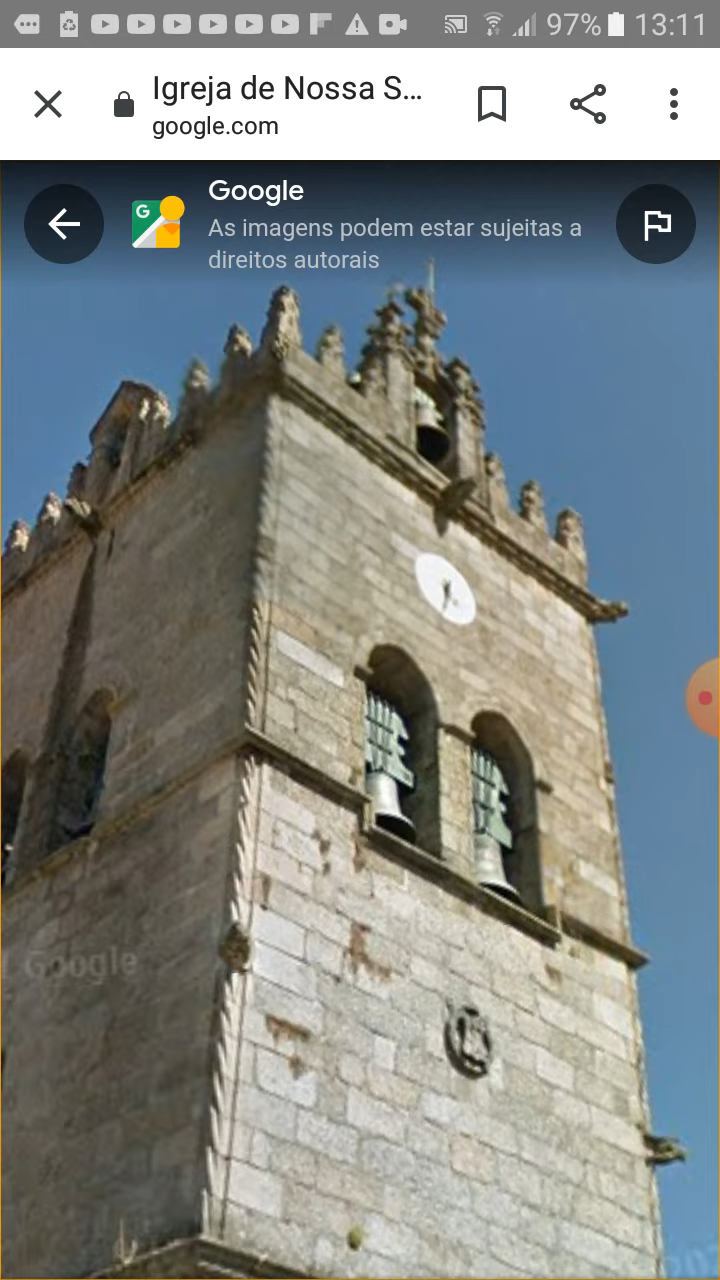 97% 13:11
Igreja de Nossa S...
google.com
G
Google
As imagens podem estar sujeitas a
direitos autorais
Google